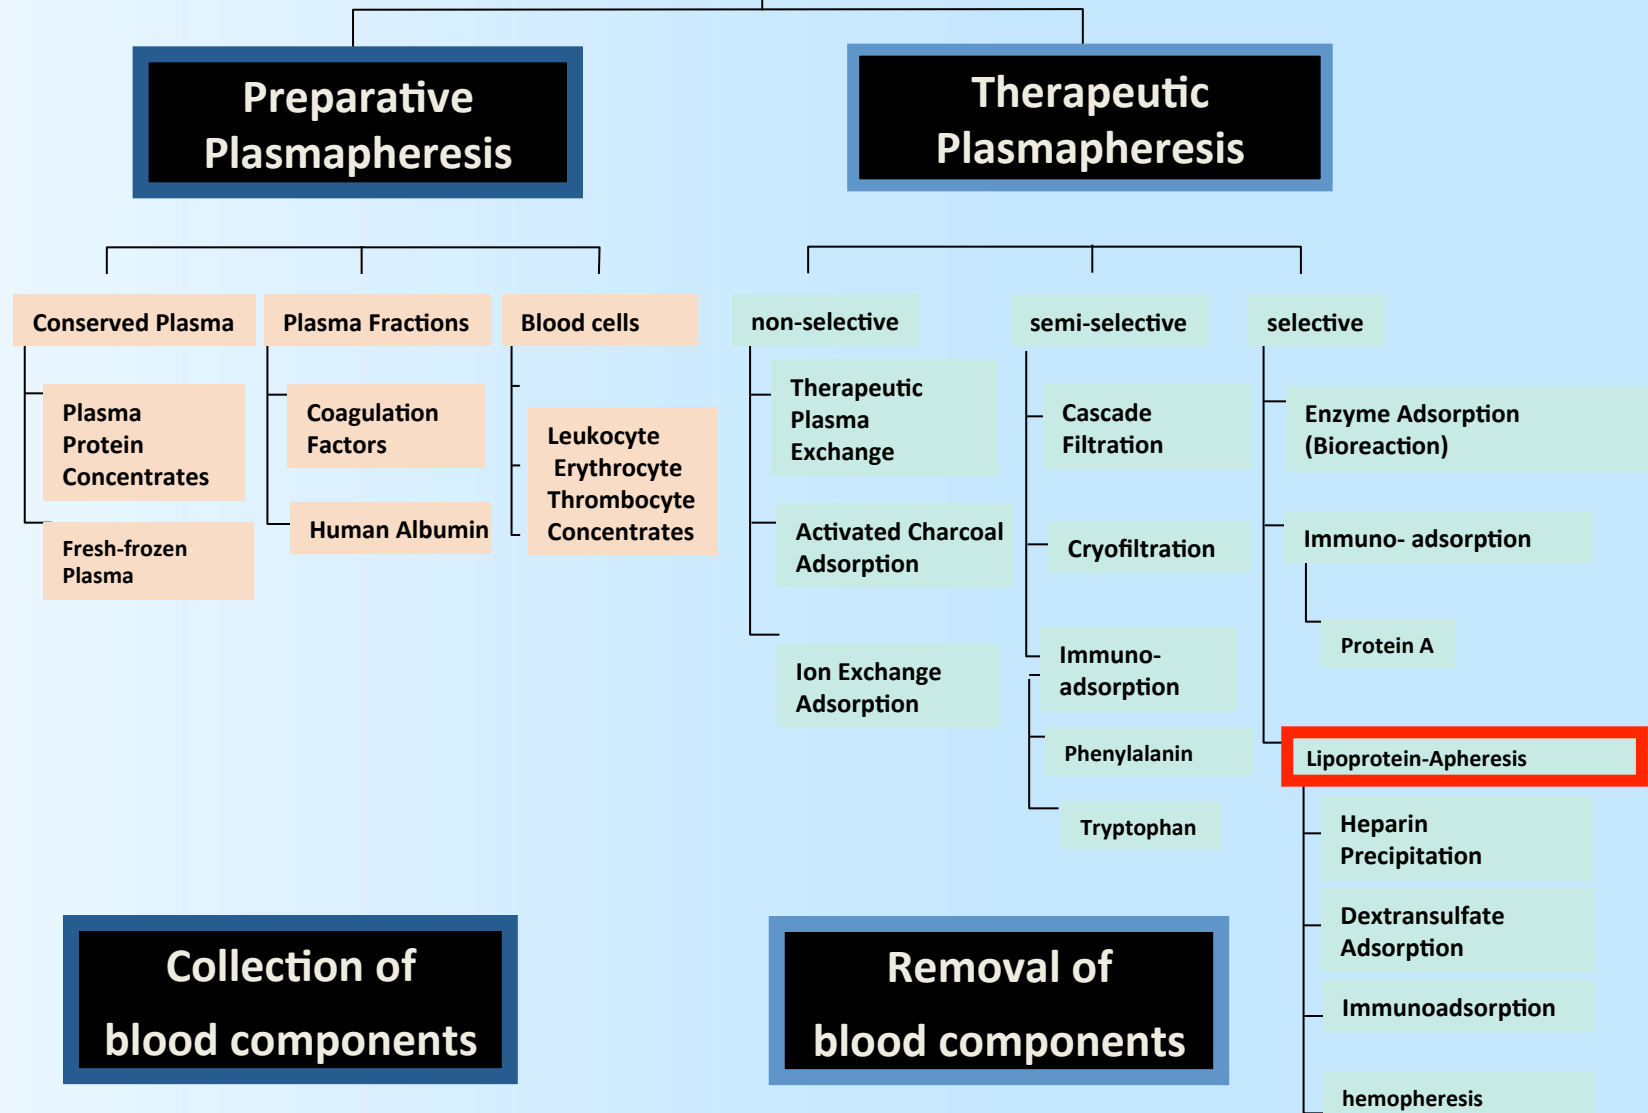 Preparative
Plasmapheresis
Therapeutic
Plasmapheresis
Conserved Plasma
Plasma
Protein
Concentrates
Fresh-frozen
Plasma
Plasma Fractions
Coagulation
Factors
Human Albumin
Blood cells
Leukocyte
Erythrocyte
Thrombocyte
Concentrates
non-selective
Therapeutic
Plasma
Exchange
Activated Charcoal
Adsorption
Ion Exchange
Adsorption
semi-selective
Cascade
Filtration
Cryofiltration
Immuno-
adsorption
Phenylalanin
Tryptophan
selective
Enzyme Adsorption
(Bioreaction)
Immuno- adsorption
Protein A
Lipoprotein-Apheresis
Heparin
Precipitation
Dextransulfate
Adsorption
Immunoadsorption
hemopheresis
Collection of
blood components
Removal of
blood components